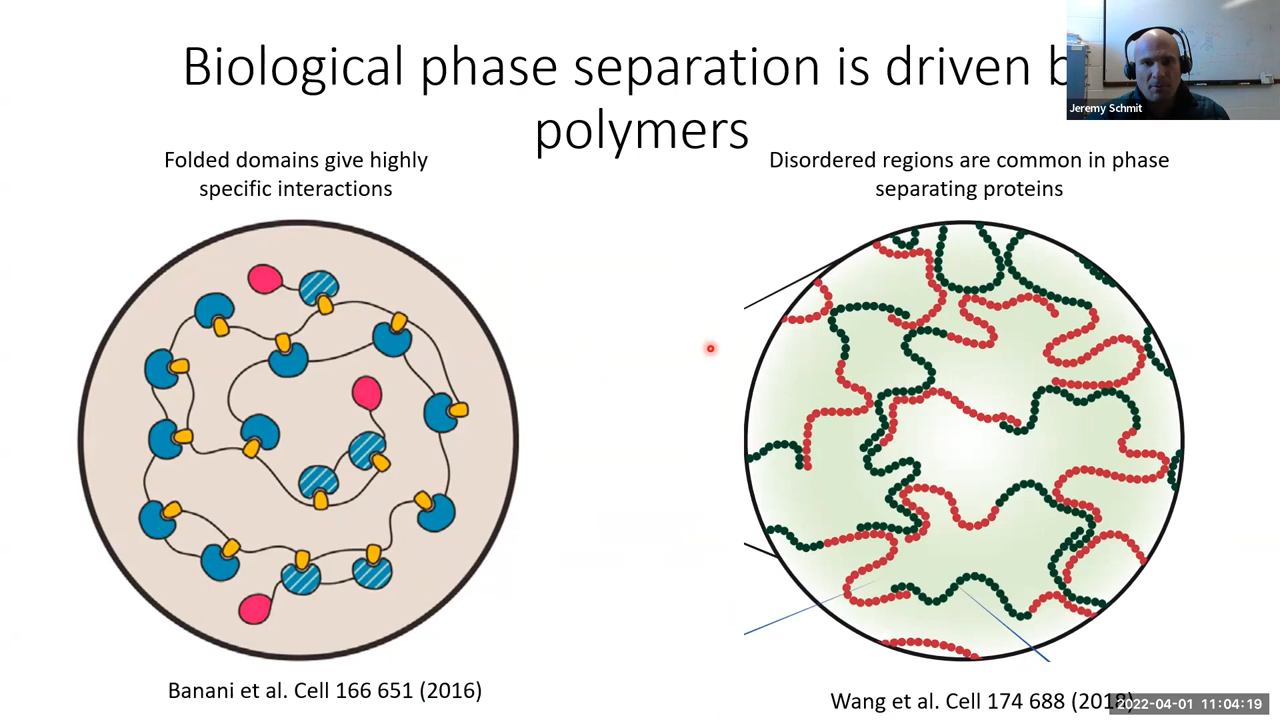 Biological phase separation is driven b
polymers
Jeremy Schmit
Folded domains give highly
specific interactions
Disordered regions are common in phase
separating proteins
Banani et al. Cell 166 651 (2016)
Wang et al. Cell 174 688 (2018)
2022-04-01 11:04:19